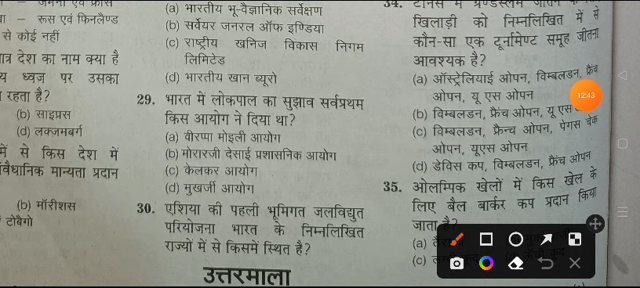 रूस एवं फिनलैण्ड
से कोई नहीं
त्र देश का नाम क्या है
ध्वज पर उसका
रहता है?
(b) साइप्रस
(d) लक्जमबर्ग
में से किस देश में
वैधानिक मान्यता प्रदान
(b) मॉरीशस
टोबैगो
(a) भारतीय भू-वैज्ञानिक सर्वेक्षण
(b) सर्वेयर जनरल ऑफ इण्डिया
(c) राष्ट्रीय खनिज विकास निगम
लिमिटेड
(d) भारतीय खान ब्यूरो
29. भारत में लोकपाल का सुझाव सर्वप्रथम
किस आयोग ने दिया था?
(a) वीरप्पा मोइली आयोग
(b) मोरारजी देसाई प्रशासनिक आयोग
(c) केलकर आयोग
(d) मुखर्जी आयोग
30. एशिया की पहली भूमिगत जलविद्युत
परियोजना भारत के निम्नलिखित
राज्यों में से किसमें स्थित है?
उत्तरमाला
34. टेनिस में ग्रैण्डस्लैम जीतने
खिलाड़ी को निम्नलिखित में से
कौन-सा एक टूर्नामेण्ट समूह जीतना
आवश्यक है?
(a) ऑस्ट्रेलियाई ओपन, विम्बलडन, फ्रैंच
ओपन, यू एस ओपन
(b) विम्बलडन, फ्रैंच ओपन, यू एस
(c) विम्बलडन, फ्रैन्च ओपन, पेगस चेक
ओपन, यूएस ओपन
(d) डेविस कप, विम्बलडन, फ्रैंच ओपन
35. ओलम्पिक खेलों में किस खेल के
लिए बैल बार्कर कप प्रदान किया
जाता है?
(a)
(c)
12:43